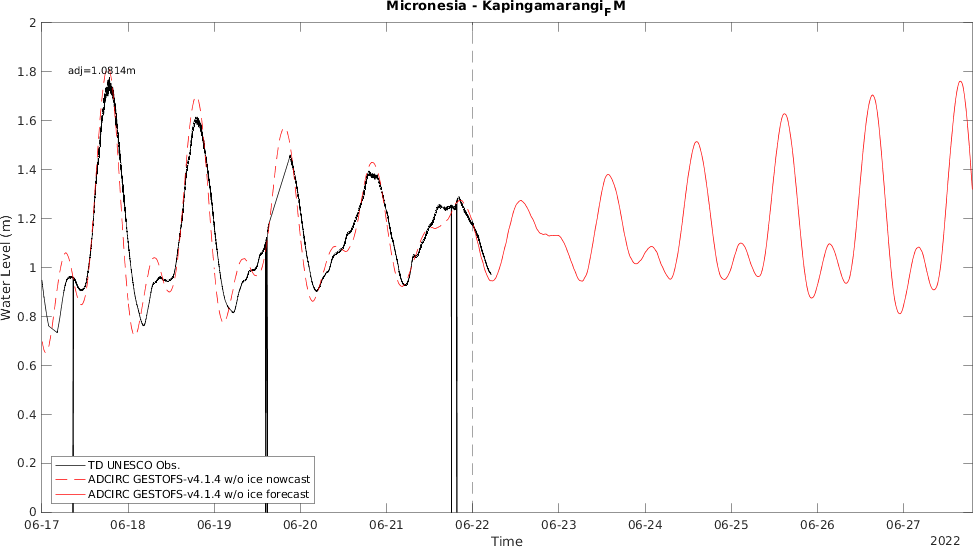 Micronesia - Kapingamarangi_FM
2
1.8
1.6
1.4
1.2
1
0.8
0.6
0.4
0.2
0
Water Level (m)
adj=1.0814m
TD UNESCO Obs.
ADCIRC GESTOFS-v4.1.4 w/o ice nowcast
ADCIRC GESTOFS-v4.1.4 w/o ice forecast
06-17 06-18 06-19 06-20 06-21 06-22 06-23 06-24 06-25 06-26 06-27
Time
2022